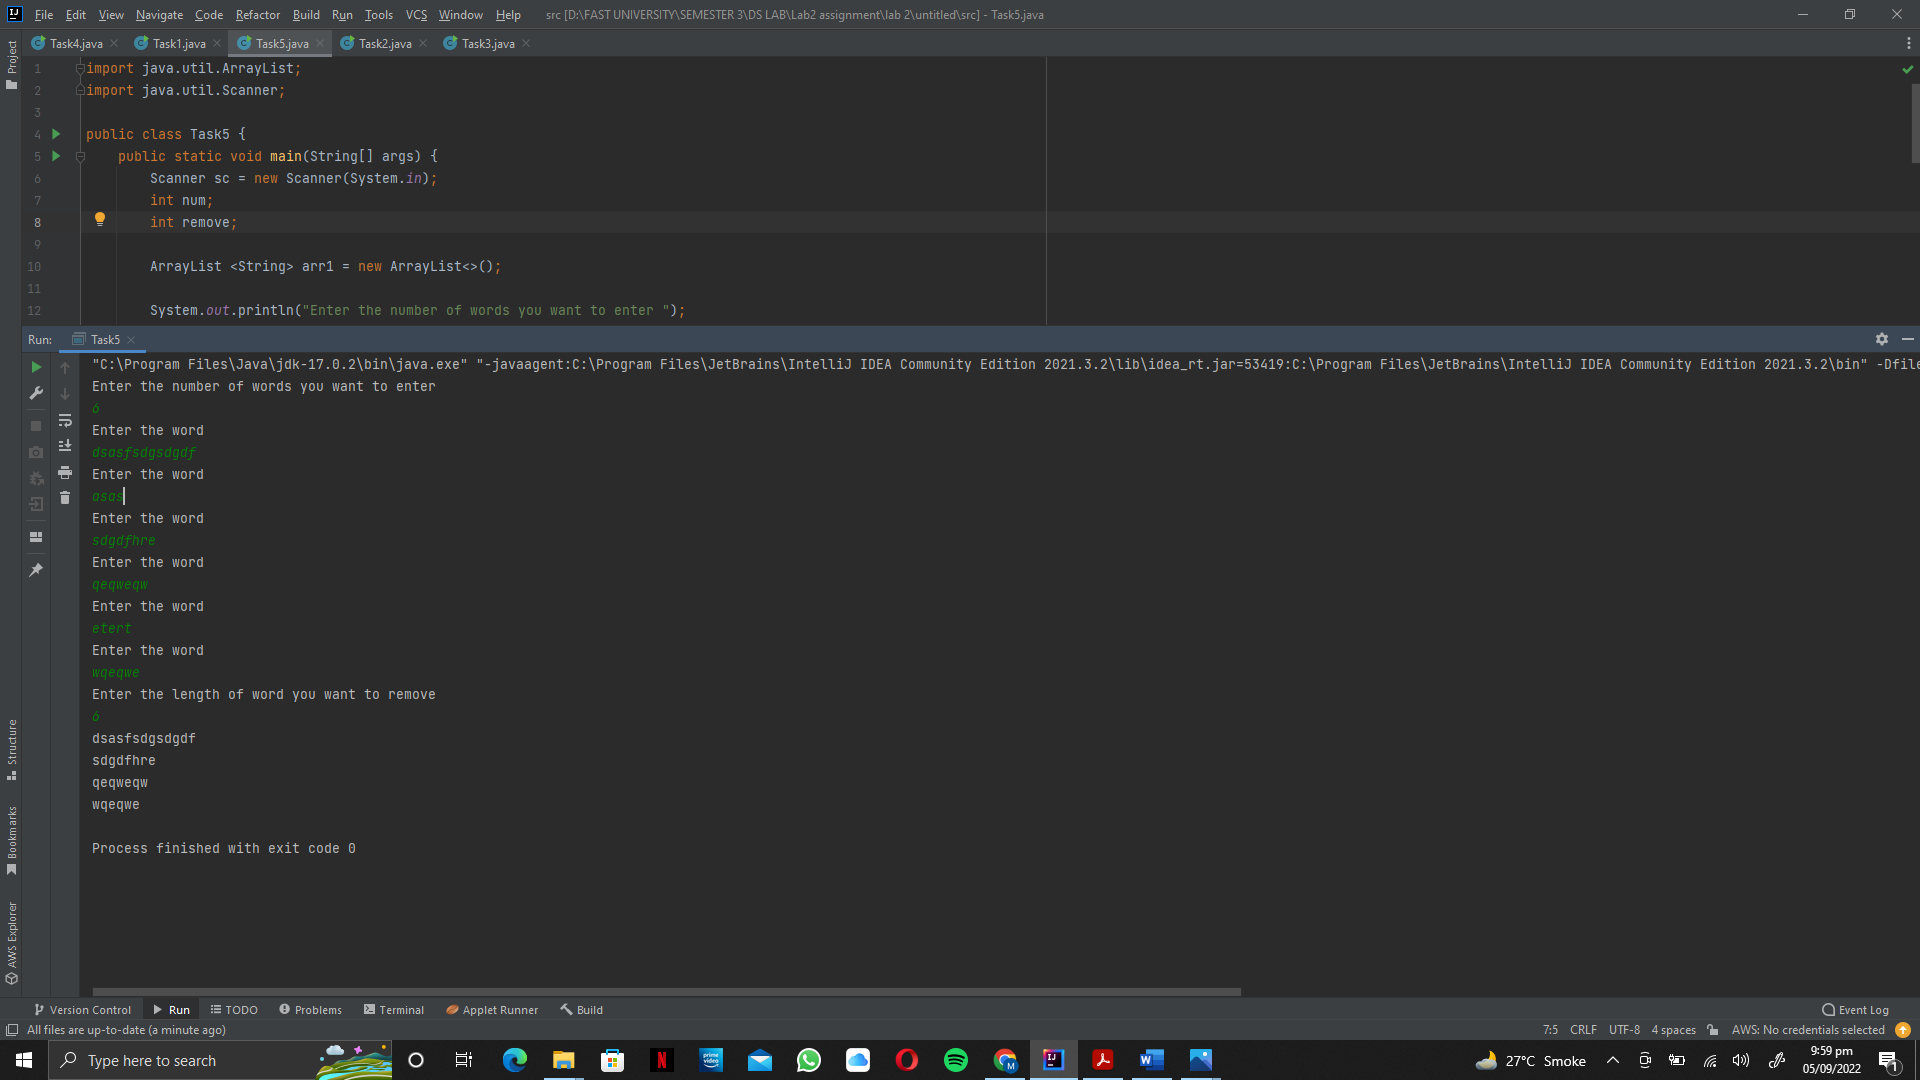 File Edit View Navigate Code Refactor Build Run Tools VCS Window Help src [D:\FAST UNIVERSITY\SEMESTER 3\DS LAB\Lab2 assignment\lab 2\untitled\src] - Task5.java
Task4.java Task1.java Task5.java Task2.java Task3.java
Project
1 import java.util.ArrayList;
2 import java.util.Scanner;
3
4 public class Task5 {
5 public static void main(String[] args) {
6 Scanner sc = new Scanner(System.in);
7 int num;
8 int remove;
9
10 ArrayList <String> arr1 = new ArrayList<>();
11
12 System.out.println("Enter the number of words you want to enter ");
Run: Task5
"C:\Program Files\Java\jdk-17.0.2\bin\java.exe" "-javaagent:C:\Program Files\JetBrains\IntelliJ IDEA Community Edition 2021.3.2\lib\idea_rt.jar=53419:C:\Program Files\JetBrains\IntelliJ IDEA Community Edition 2021.3.2\bin" -Dfile
Enter the number of words you want to enter
6
Enter the word
dsasfsdgsdgdf
Enter the word
asas
Enter the word
sdgdfhre
Enter the word
qeqweqw
Enter the word
etert
Enter the word
wqeqwe
Enter the length of word you want to remove
6
dsasfsdgsdgdf
sdgdfhre
qeqweqw
wqeqwe
Process finished with exit code 0
Structure
Bookmarks
AWS Explorer
Version Control Run TODO Problems Terminal Applet Runner Build Event Log
All files are up-to-date (a minute ago) 7:5 CRLF UTF-8 4 spaces AWS: No credentials selected
Type here to search
prime video
27°C Smoke
9:59 pm
05/09/2022
1